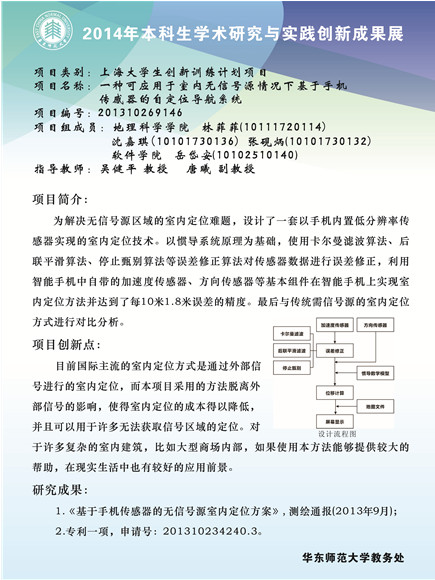 2014年本科生学术研究与实践创新成果展
项目类别：上海大学生创新训练计划项目
项目名称：一种可应用于室内无信号源情况下基于手机
传感器的自定位导航系统
项目编号：201310269146
项目组成员：地理科学学院 林菲菲(10111720114)
沈嘉琪(10101730136) 张砚炳(10101730132)
软件学院 岳岱安(10102510140)
指导教师：吴健平 教授 唐曦 副教授
项目简介：
为解决无信号源区域的室内定位难题，设计了一套以手机内置低分辨率传
感器实现的室内定位技术。以惯导系统原理为基础，使用卡尔曼滤波算法、后
联平滑算法、停止甄别算法等误差修正算法对传感器数据进行误差修正，利用
智能手机中自带的加速度传感器、方向传感器等基本组件在智能手机上实现室
内定位方法并达到了每10米1.8米误差的精度。最后与传统需信号源的室内定位
方式进行对比分析。
项目创新点：
目前国际主流的室内定位方式是通过外部信
号进行的室内定位，而本项目采用的方法脱离外
部信号的影响，使得室内定位的成本得以降低，
并且可以用于许多无法获取信号区域的定位。对
于许多复杂的室内建筑，比如大型商场内部，如果使用本方法能够提供较大的
帮助，在现实生活中也有较好的应用前景。
加速度传感器
方向传感器
卡尔曼滤波
后联平滑滤波
误差修正
停止甄别
惯导数学模型
位移计算
地图文件
屏幕显示
设计流程图
研究成果：
1.《基于手机传感器的无信号源室内定位方案》,测绘通报(2013年9月)；
2.专利一项，申请号：201310234240.3。
华东师范大学教务处